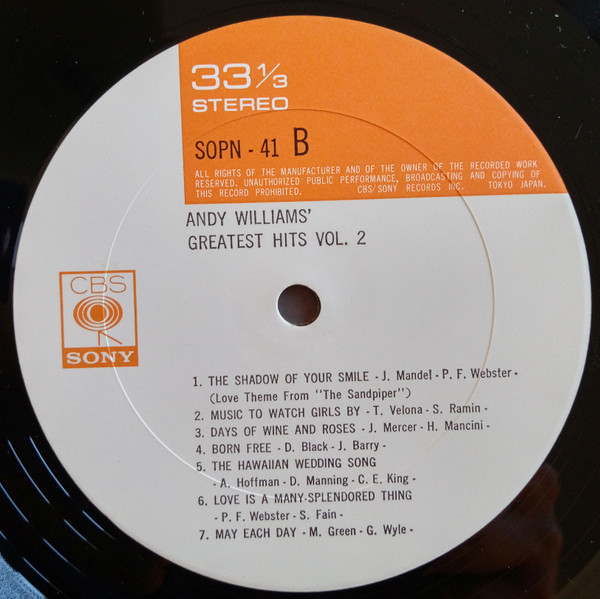 33 1/3
STEREO
SOPN - 41 B
ALL RIGHTS OF THE MANUFACTURER AND OF THE OWNER OF THE RECORDED WORK
RESERVED. UNAUTHORIZED PUBLIC PERFORMANCE, BROADCASTING AND COPYING OF
THIS RECORD PROHIBITED. CBS/SONY RECORDS INC. TOKYO JAPAN.
ANDY WILLIAMS'
GREATEST HITS VOL. 2
CBS
SONY
1. THE SHADOW OF YOUR SMILE - J. Mandel - P. F. Webster -
(Love Theme From "The Sandpiper")
2. MUSIC TO WATCH GIRLS BY - T. Velona - S. Ramin -
3. DAYS OF WINE AND ROSES - J. Mercer - H. Mancini -
4. BORN FREE - D. Black - J. Barry -
5. THE HAWAIIAN WEDDING SONG
- A. Hoffman - D. Manning - C. E. King -
6. LOVE IS A MANY-SPLENDORED THING
- P. F. Webster - S. Fain -
7. MAY EACH DAY - M. Green - G. Wyle -